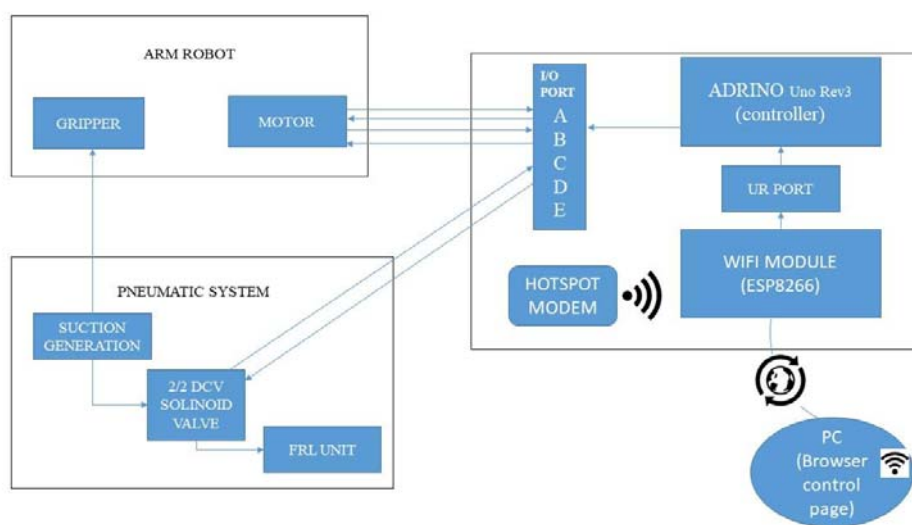 ARM ROBOT
GRIPPER
MOTOR
I/O
PORT
A
B
C
D
E
ADRINO Uno Rev3
(controller)
UR PORT
WIFI MODULE
(ESP8266)
HOTSPOT
MODEM
PNEUMATIC SYSTEM
SUCTION
GENERATION
2/2 DCV
SOLINOID
VALVE
FRL UNIT
PC
(Browser
control
page)